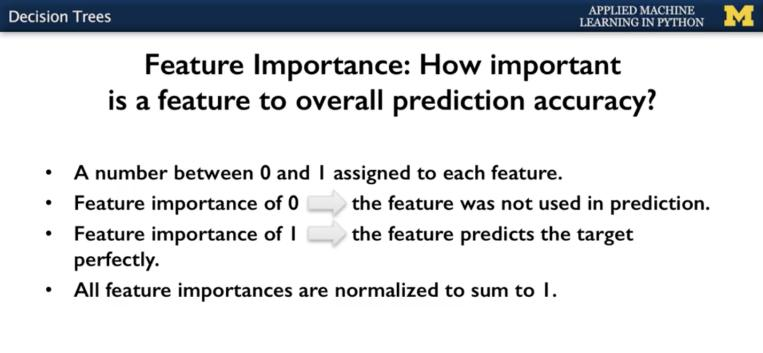 Decision Trees
APPLIED MACHINE
LEARNING IN PYTHON
M
Feature Importance: How important
is a feature to overall prediction accuracy?
• A number between 0 and 1 assigned to each feature.
• Feature importance of 0 the feature was not used in prediction.
• Feature importance of 1 the feature predicts the target
perfectly.
• All feature importances are normalized to sum to 1.